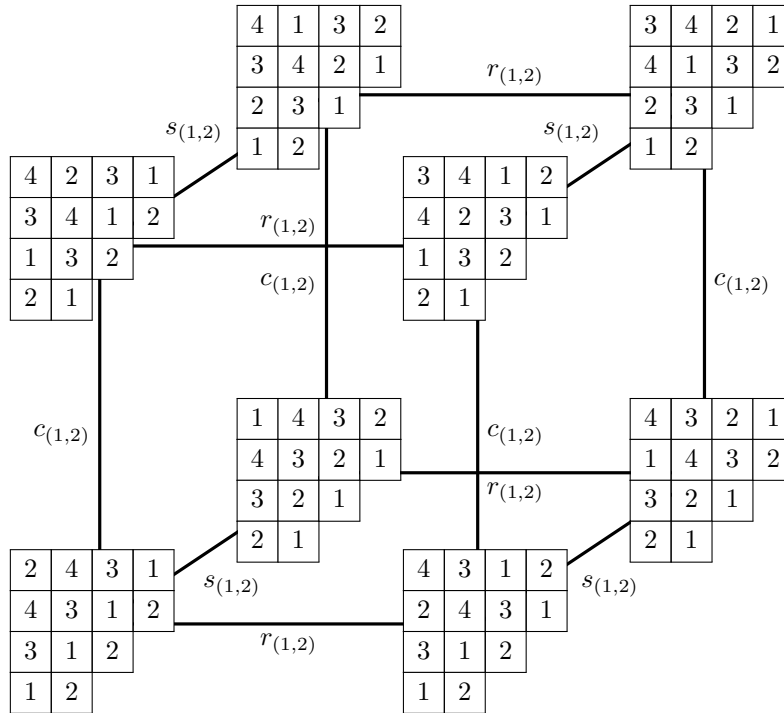 4 1 3 2
3 4 2 1
2 3 1
1 2
r(1,2)
3 4 2 1
4 1 3 2
2 3 1
1 2
s(1,2)
s(1,2)
4 2 3 1
3 4 1 2
1 3 2
2 1
r(1,2)
3 4 1 2
4 2 3 1
1 3 2
2 1
c(1,2)
c(1,2)
c(1,2)
c(1,2)
1 4 3 2
4 3 2 1
3 2 1
2 1
r(1,2)
4 3 2 1
1 4 3 2
3 2 1
2 1
s(1,2)
s(1,2)
2 4 3 1
4 3 1 2
3 1 2
1 2
r(1,2)
4 3 1 2
2 4 3 1
3 1 2
1 2